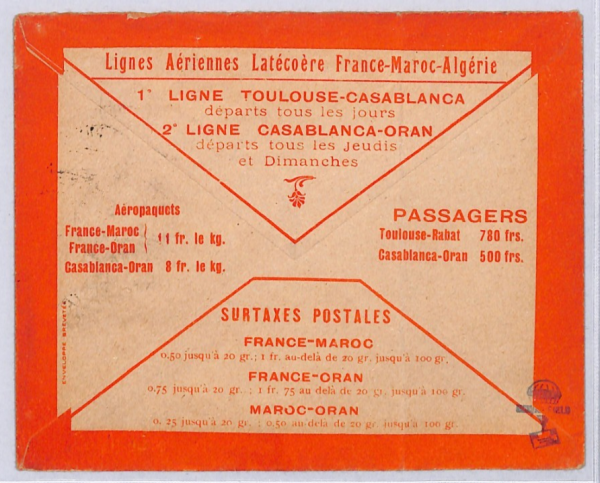 Lignes Aériennes Latécoère France-Maroc-Algérie
1° LIGNE TOULOUSE-CASABLANCA
départs tous les jours
2° LIGNE CASABLANCA-ORAN
départs tous les Jeudis
et Dimanches
Aéropaquets
France-Maroc
France-Oran
11 fr. le kg.
Casablanca-Oran 8 fr. le kg.
PASSAGERS
Toulouse-Rabat 780 frs.
Casablanca-Oran 500 frs.
SURTAXES POSTALES
FRANCE-MAROC
0.50 jusqu'à 20 gr.; 1 fr. au-delà de 20 gr. jusqu'à 100 gr.
FRANCE-ORAN
0.75 jusqu'à 20 gr. ; 1 fr. 75 au delà de 20 gr. jusqu'à 100 gr.
MAROC-ORAN
0.25 jusqu'à 20 gr. ; 0.50 au delà de 20 gr. jusqu'à 100 gr.
ENVELOPPE BREVETÉE